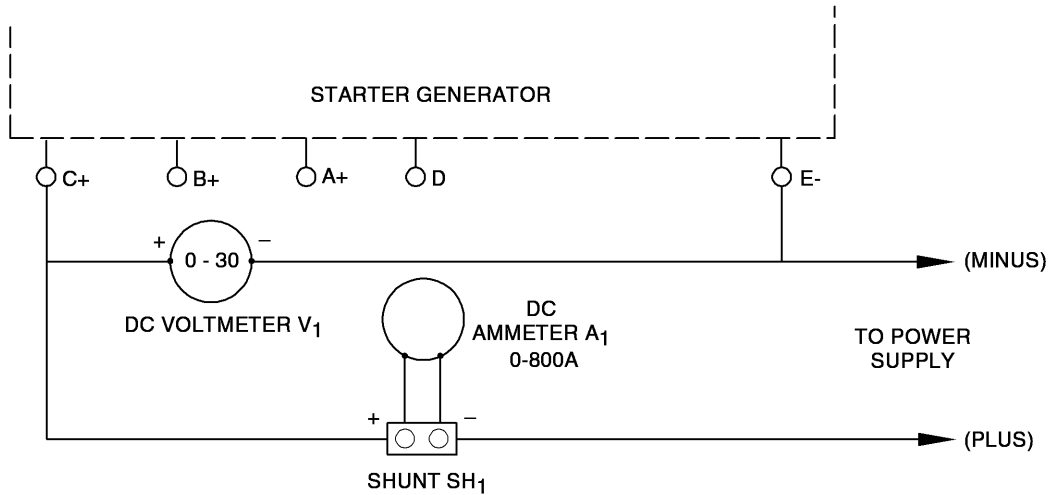 STARTER GENERATOR
C+ B+ A+ D E-
+ 0 - 30 – (MINUS)
DC VOLTMETER V1
DC
AMMETER A1
0-800A
TO POWER
SUPPLY
+ – (PLUS)
SHUNT SH1